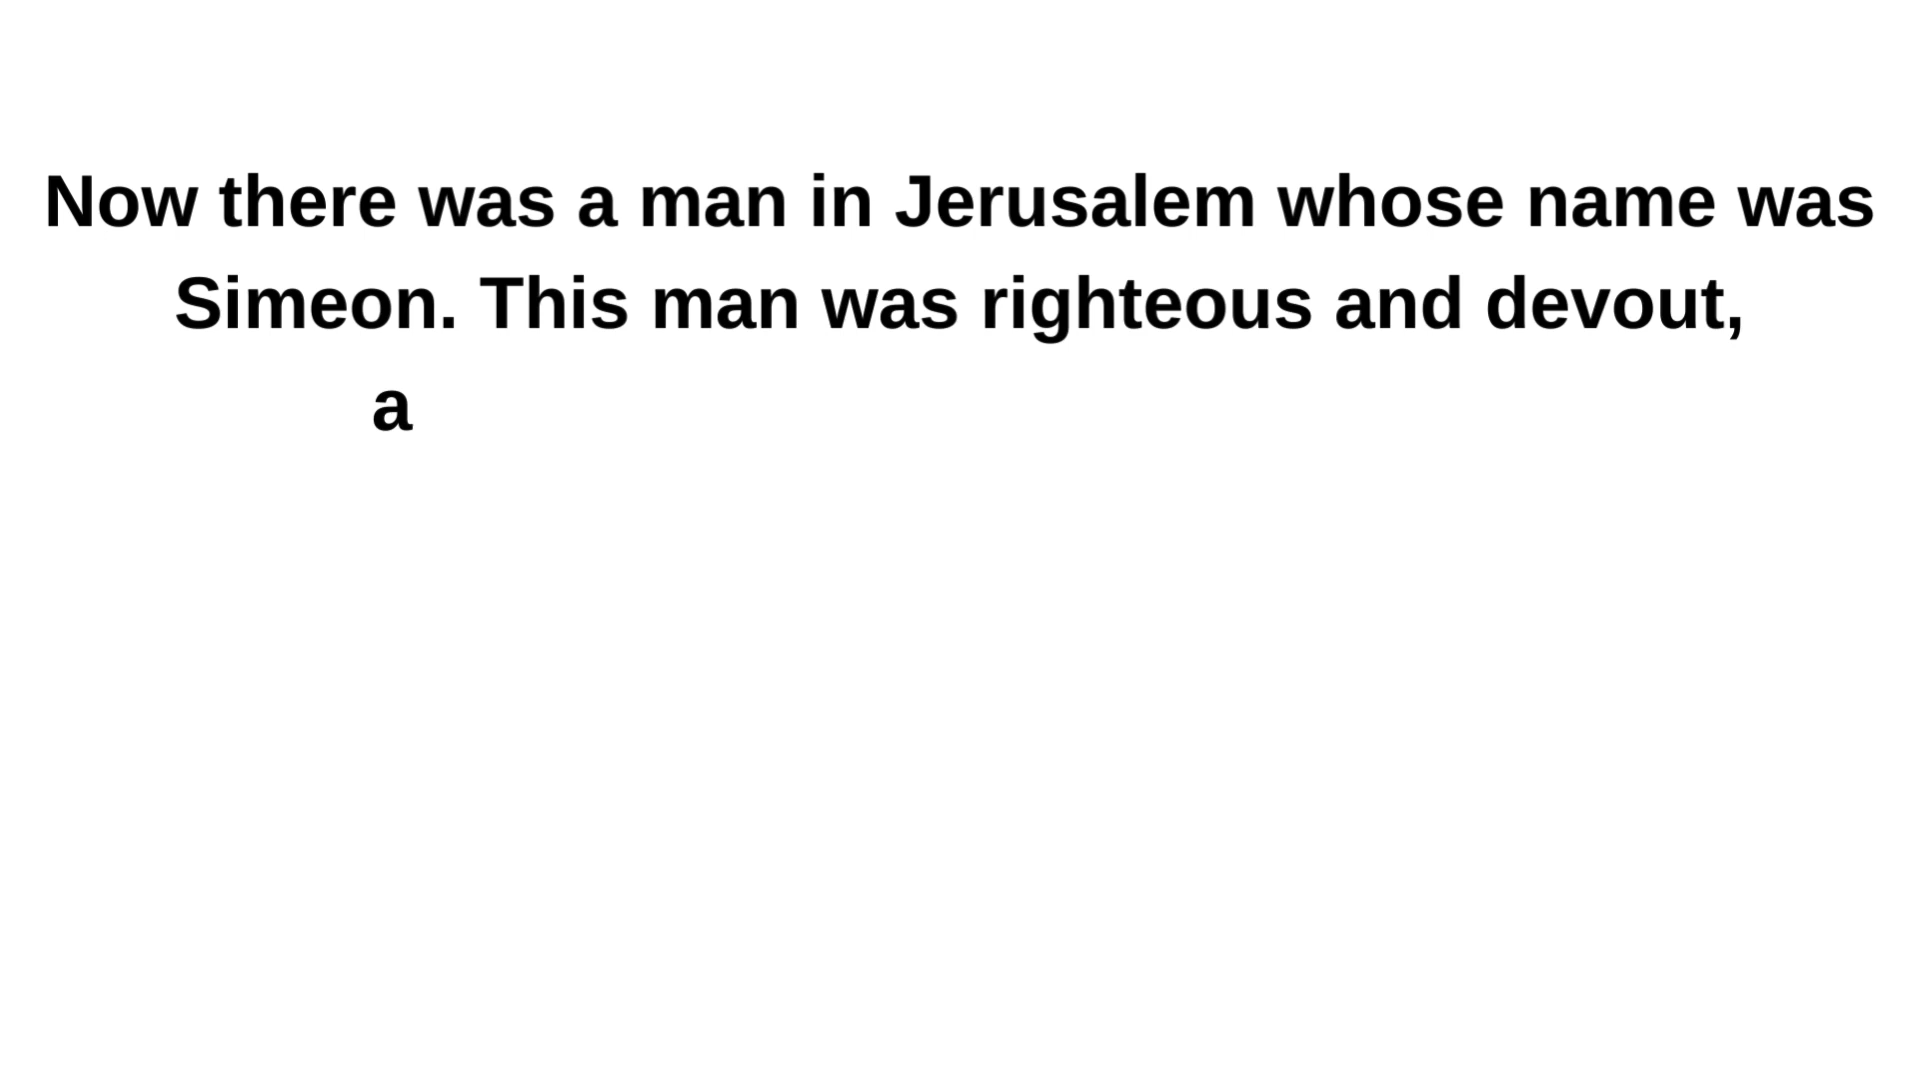 Now there was a man in Jerusalem whose name was
Simeon. This man was righteous and devout,
a